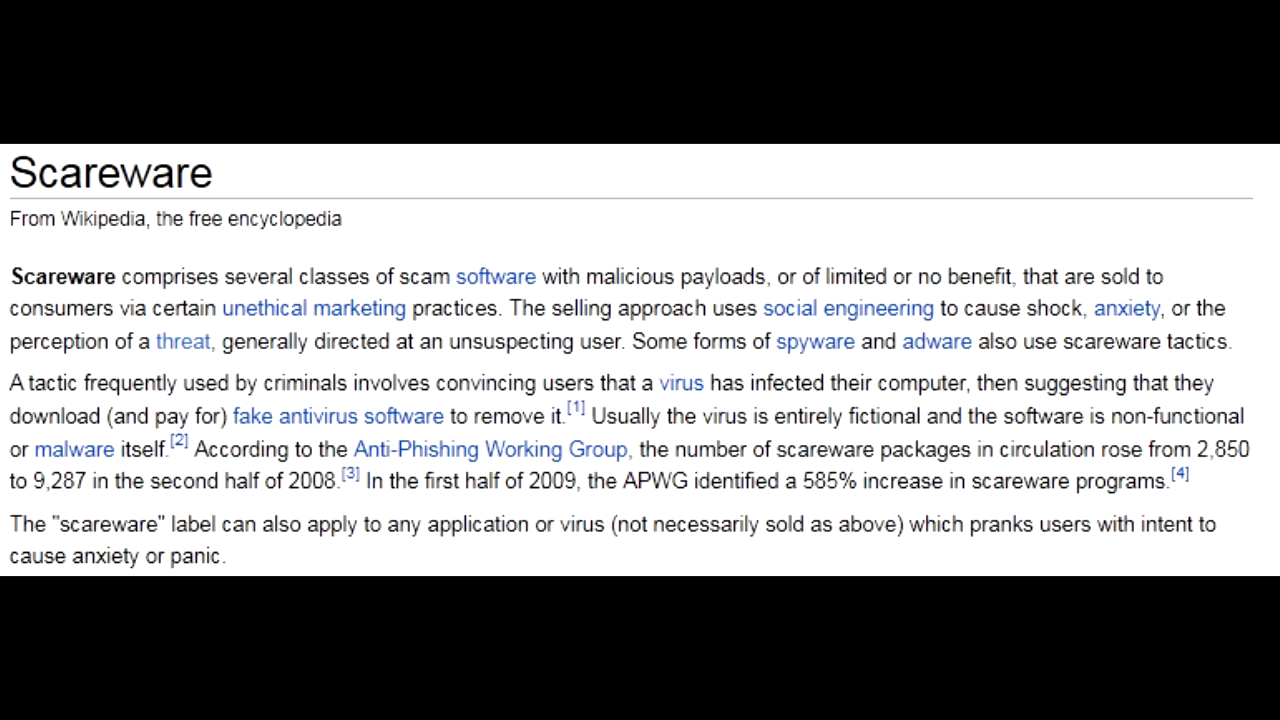 Scareware
From Wikipedia, the free encyclopedia
Scareware comprises several classes of scam software with malicious payloads, or of limited or no benefit, that are sold to
consumers via certain unethical marketing practices. The selling approach uses social engineering to cause shock, anxiety, or the
perception of a threat, generally directed at an unsuspecting user. Some forms of spyware and adware also use scareware tactics.
A tactic frequently used by criminals involves convincing users that a virus has infected their computer, then suggesting that they
download (and pay for) fake antivirus software to remove it.[1] Usually the virus is entirely fictional and the software is non-functional
or malware itself.[2] According to the Anti-Phishing Working Group, the number of scareware packages in circulation rose from 2,850
to 9,287 in the second half of 2008.[3] In the first half of 2009, the APWG identified a 585% increase in scareware programs.[4]
The "scareware" label can also apply to any application or virus (not necessarily sold as above) which pranks users with intent to
cause anxiety or panic.